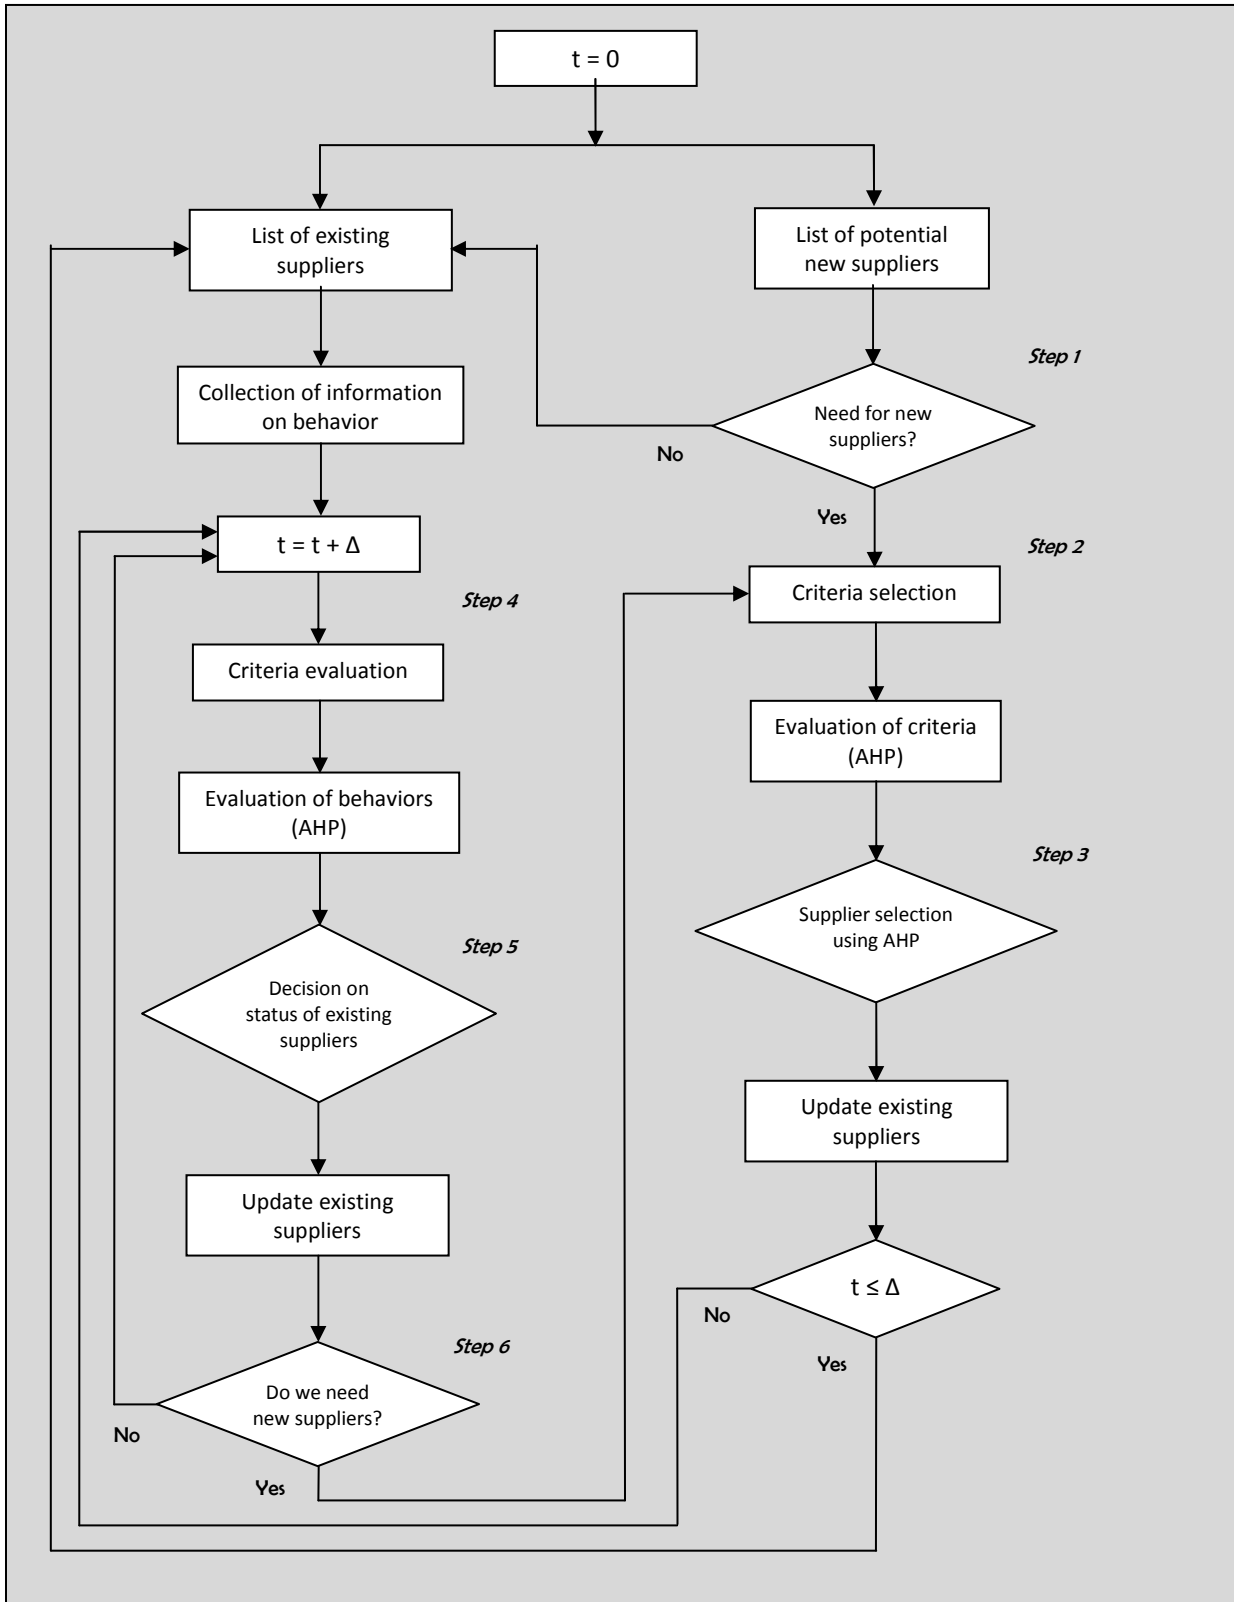 t = 0
List of existing
suppliers
List of potential
new suppliers
Step 1
Collection of information
on behavior
Need for new
suppliers?
No
Yes
t = t + Δ
Step 2
Criteria selection
Step 4
Criteria evaluation
Evaluation of criteria
(AHP)
Evaluation of behaviors
(AHP)
Step 3
Supplier selection
using AHP
Step 5
Decision on
status of existing
suppliers
Update existing
suppliers
Update existing
suppliers
t ≤ Δ
No
Yes
Step 6
Do we need
new suppliers?
No
Yes